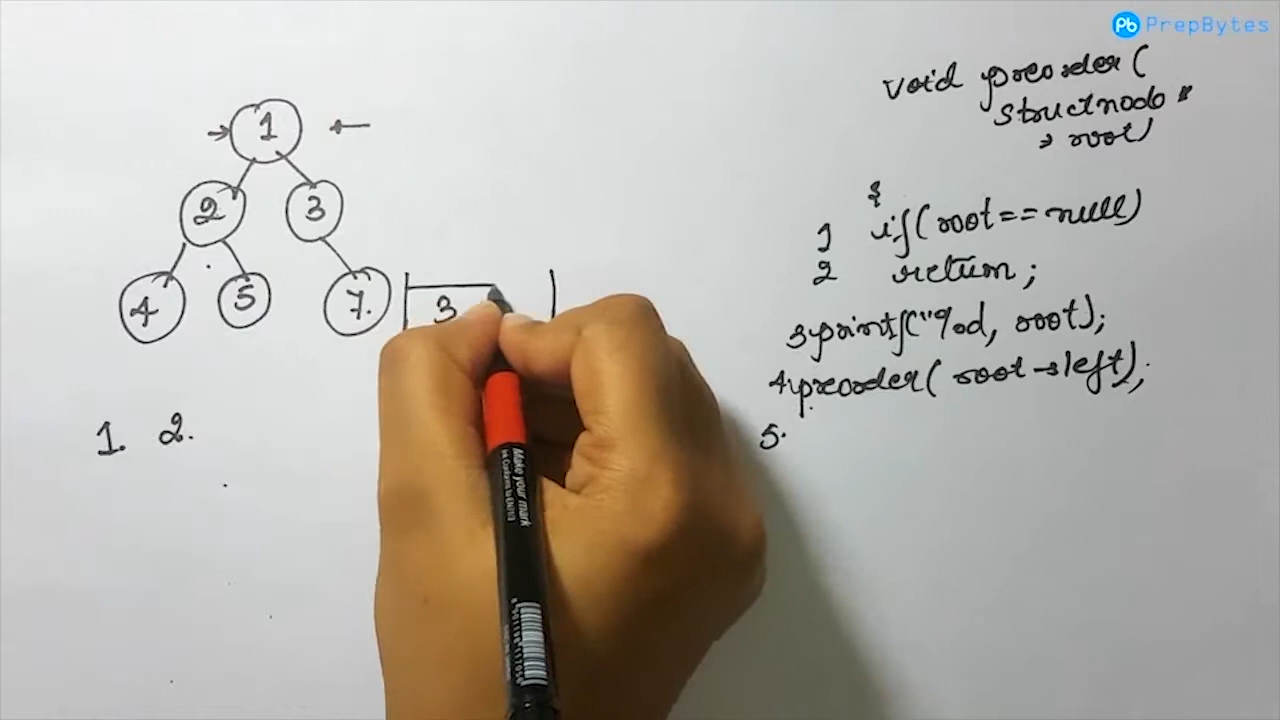 PrepBytes
void preorder (
struct node *
root)
1
2 3
4 5 7.
3
{
1 if (root == null)
2 return ;
3 printf("%d, root);
4 preorder( root → left);
5.
1. 2.
Make your mark